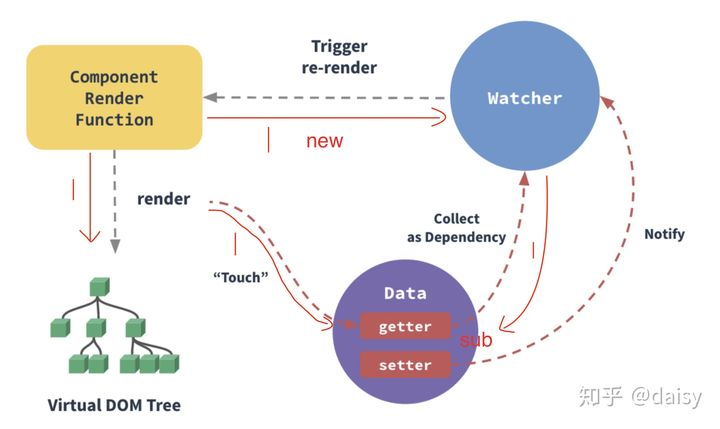 Trigger
re-render
Component
Render
Function
Watcher
new
render
Collect
as Dependency
Notify
“Touch”
Data
getter
sub
setter
Virtual DOM Tree
知乎 @daisy